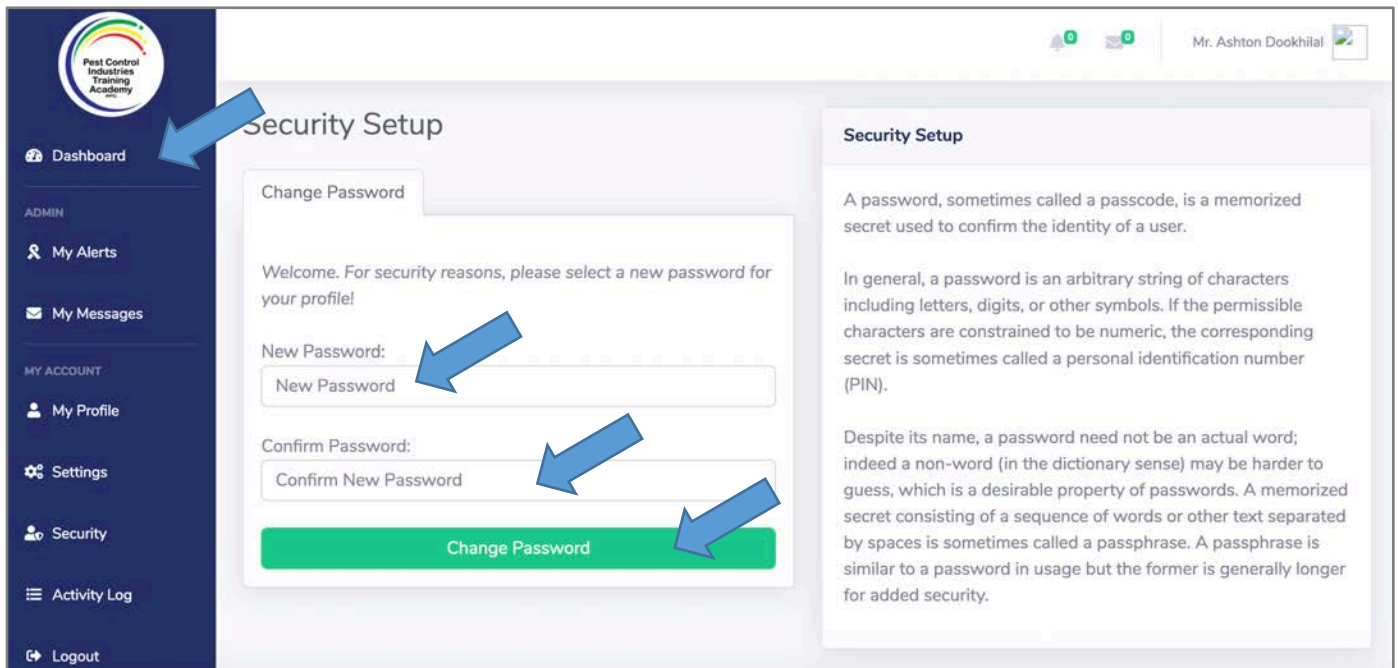 Pest Control
Industries
Training
Academy
Dashboard
ADMIN
My Alerts
My Messages
MY ACCOUNT
My Profile
Settings
Security
Activity Log
Logout
0
0
Mr. Ashton Dookhilal
Security Setup
Change Password
Welcome. For security reasons, please select a new password for
your profile!
New Password:
New Password
Confirm Password:
Confirm New Password
Change Password
Security Setup
A password, sometimes called a passcode, is a memorized
secret used to confirm the identity of a user.
In general, a password is an arbitrary string of characters
including letters, digits, or other symbols. If the permissible
characters are constrained to be numeric, the corresponding
secret is sometimes called a personal identification number
(PIN).
Despite its name, a password need not be an actual word;
indeed a non-word (in the dictionary sense) may be harder to
guess, which is a desirable property of passwords. A memorized
secret consisting of a sequence of words or other text separated
by spaces is sometimes called a passphrase. A passphrase is
similar to a password in usage but the former is generally longer
for added security.